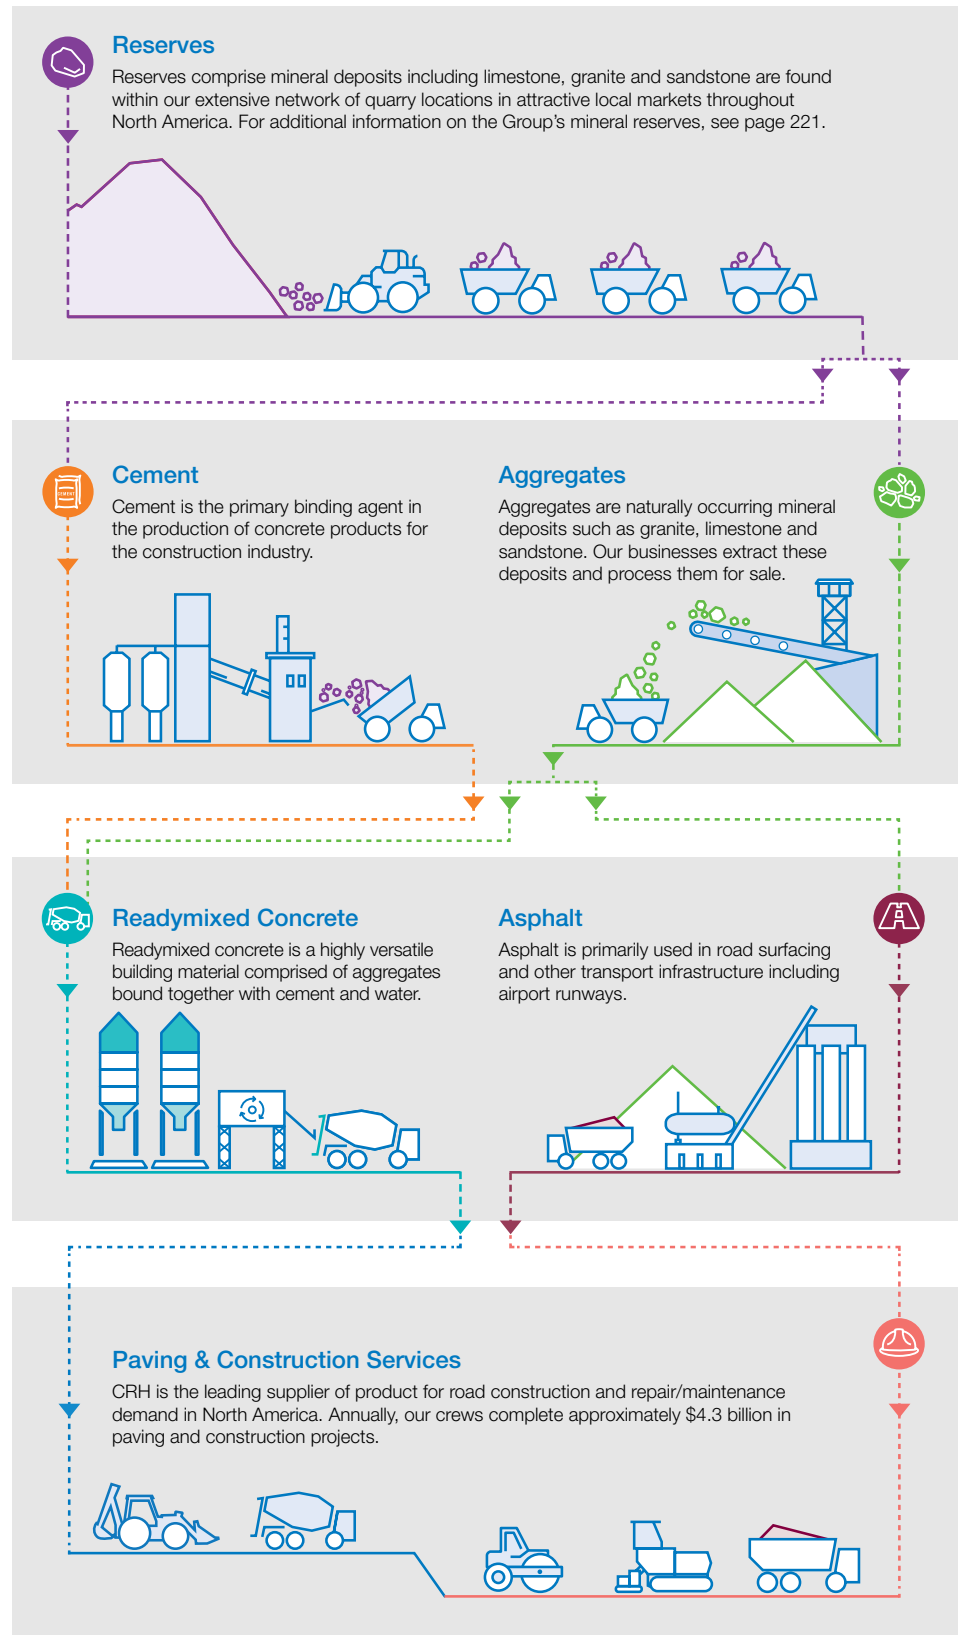 Reserves
Reserves comprise mineral deposits including limestone, granite and sandstone are found
within our extensive network of quarry locations in attractive local markets throughout
North America. For additional information on the Group's mineral reserves, see page 221.
Cement
Cement is the primary binding agent in
the production of concrete products for
the construction industry.
CEMENT
Aggregates
Aggregates are naturally occurring mineral
deposits such as granite, limestone and
sandstone. Our businesses extract these
deposits and process them for sale.
Readymixed Concrete
Readymixed concrete is a highly versatile
building material comprised of aggregates
bound together with cement and water.
Asphalt
Asphalt is primarily used in road surfacing
and other transport infrastructure including
airport runways.
Paving & Construction Services
CRH is the leading supplier of product for road construction and repair/maintenance
demand in North America. Annually, our crews complete approximately $4.3 billion in
paving and construction projects.